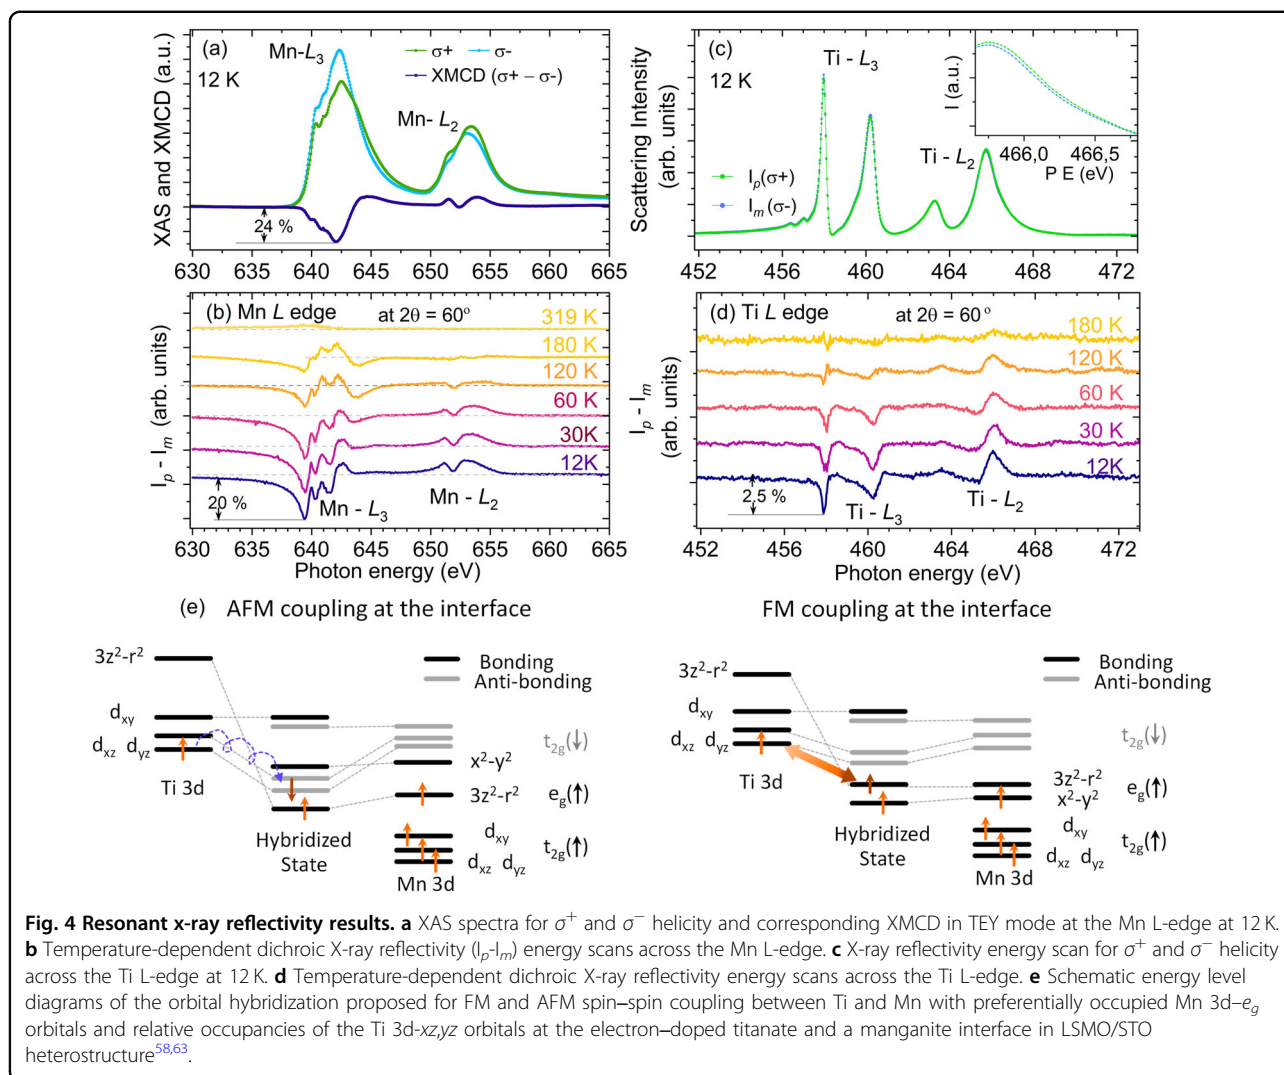 (a)
12 K
Mn-L₃
σ+ σ-
XMCD (σ+ – σ-)
Mn- L₂
24 %
XAS and XMCD (a.u.)
630 635 640 645 650 655 660 665
(c)
12 K
Ti - L₃
Ti - L₂
Iₚ(σ+)
Iₘ(σ-)
Scattering Intensity
(arb. units)
I (a.u.)
466,0 466,5
P E (eV)
452 454 456 458 460 462 464 466 468 470 472
(b) Mn L edge at 2θ = 60°
319 K
180 K
120 K
60 K
30K
12K
20 %
Mn - L₃
Mn - L₂
Iₚ - Iₘ (arb. units)
630 635 640 645 650 655 660 665
Photon energy (eV)
(d) Ti L edge at 2θ = 60°
180 K
120 K
60 K
30 K
12K
2.5 %
Ti - L₃
Ti - L₂
Iₚ - Iₘ
(arb. units)
452 454 456 458 460 462 464 466 468 470 472
Photon energy (eV)
(e) AFM coupling at the interface
3z²-r²
Bonding
Anti-bonding
dxy
dxz dyz
Ti 3d
t2g(↓)
x²-y²
3z²-r²
eg(↑)
Hybridized
State
dxy
t2g(↑)
dxz dyz
Mn 3d
FM coupling at the interface
3z²-r²
Bonding
Anti-bonding
dxy
dxz dyz
Ti 3d
t2g(↓)
3z²-r²
x²-y²
eg(↑)
Hybridized
State
dxy
t2g(↑)
dxz dyz
Mn 3d
Fig. 4 Resonant x-ray reflectivity results. a XAS spectra for σ⁺ and σ⁻ helicity and corresponding XMCD in TEY mode at the Mn L-edge at 12 K.
b Temperature-dependent dichroic X-ray reflectivity (Iₚ-Iₘ) energy scans across the Mn L-edge. c X-ray reflectivity energy scan for σ⁺ and σ⁻ helicity
across the Ti L-edge at 12 K. d Temperature-dependent dichroic X-ray reflectivity energy scans across the Ti L-edge. e Schematic energy level
diagrams of the orbital hybridization proposed for FM and AFM spin–spin coupling between Ti and Mn with preferentially occupied Mn 3d–eg
orbitals and relative occupancies of the Ti 3d-xz,yz orbitals at the electron–doped titanate and a manganite interface in LSMO/STO
heterostructure⁵⁸,⁶³.